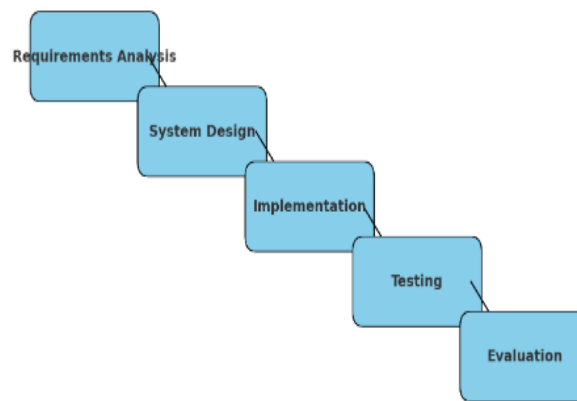 Requirements Analysis
System Design
Implementation
Testing
Evaluation